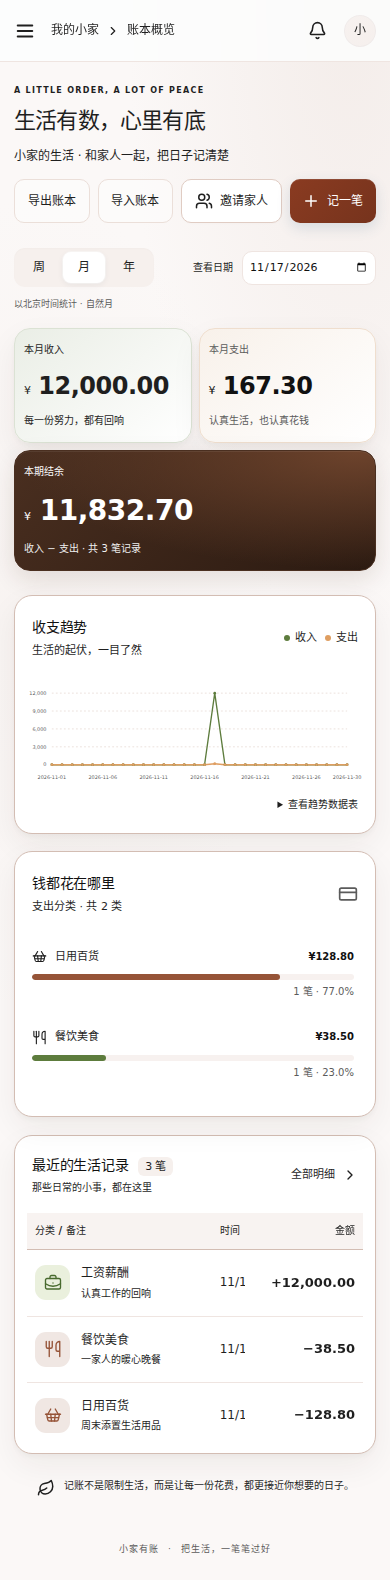 我的小家 > 账本概览
小
A LITTLE ORDER, A LOT OF PEACE
生活有数，心里有底
小家的生活 · 和家人一起，把日子记清楚
导出账本 导入账本 邀请家人 记一笔
周 月 年 查看日期 11/17/2026
以北京时间统计 · 自然月
本月收入
¥ 12,000.00
每一份努力，都有回响
本月支出
¥ 167.30
认真生活，也认真花钱
本期结余
¥ 11,832.70
收入 − 支出 · 共 3 笔记录
收支趋势
生活的起伏，一目了然
收入 支出
12,000
9,000
6,000
3,000
0
2026-11-01 2026-11-06 2026-11-11 2026-11-16 2026-11-21 2026-11-26 2026-11-30
查看趋势数据表
钱都花在哪里
支出分类 · 共 2 类
日用百货 ¥128.80
1 笔 · 77.0%
餐饮美食 ¥38.50
1 笔 · 23.0%
最近的生活记录 3 笔
那些日常的小事，都在这里
全部明细
分类 / 备注 时间 金额
工资薪酬
认真工作的回响
11/1 +12,000.00
餐饮美食
一家人的暖心晚餐
11/1 −38.50
日用百货
周末添置生活用品
11/1 −128.80
记账不是限制生活，而是让每一份花费，都更接近你想要的日子。
小家有账 · 把生活，一笔笔过好